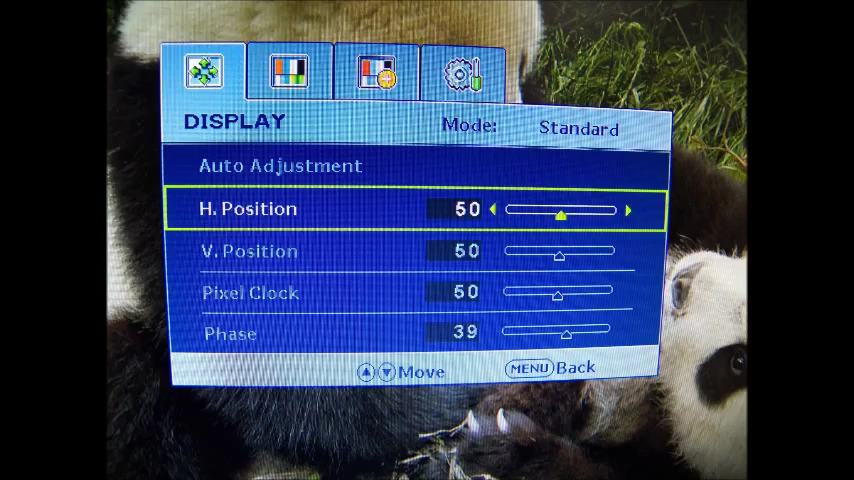 DISPLAY Mode: Standard
Auto Adjustment
H. Position 50
V. Position 50
Pixel Clock 50
Phase 39
Move MENU Back